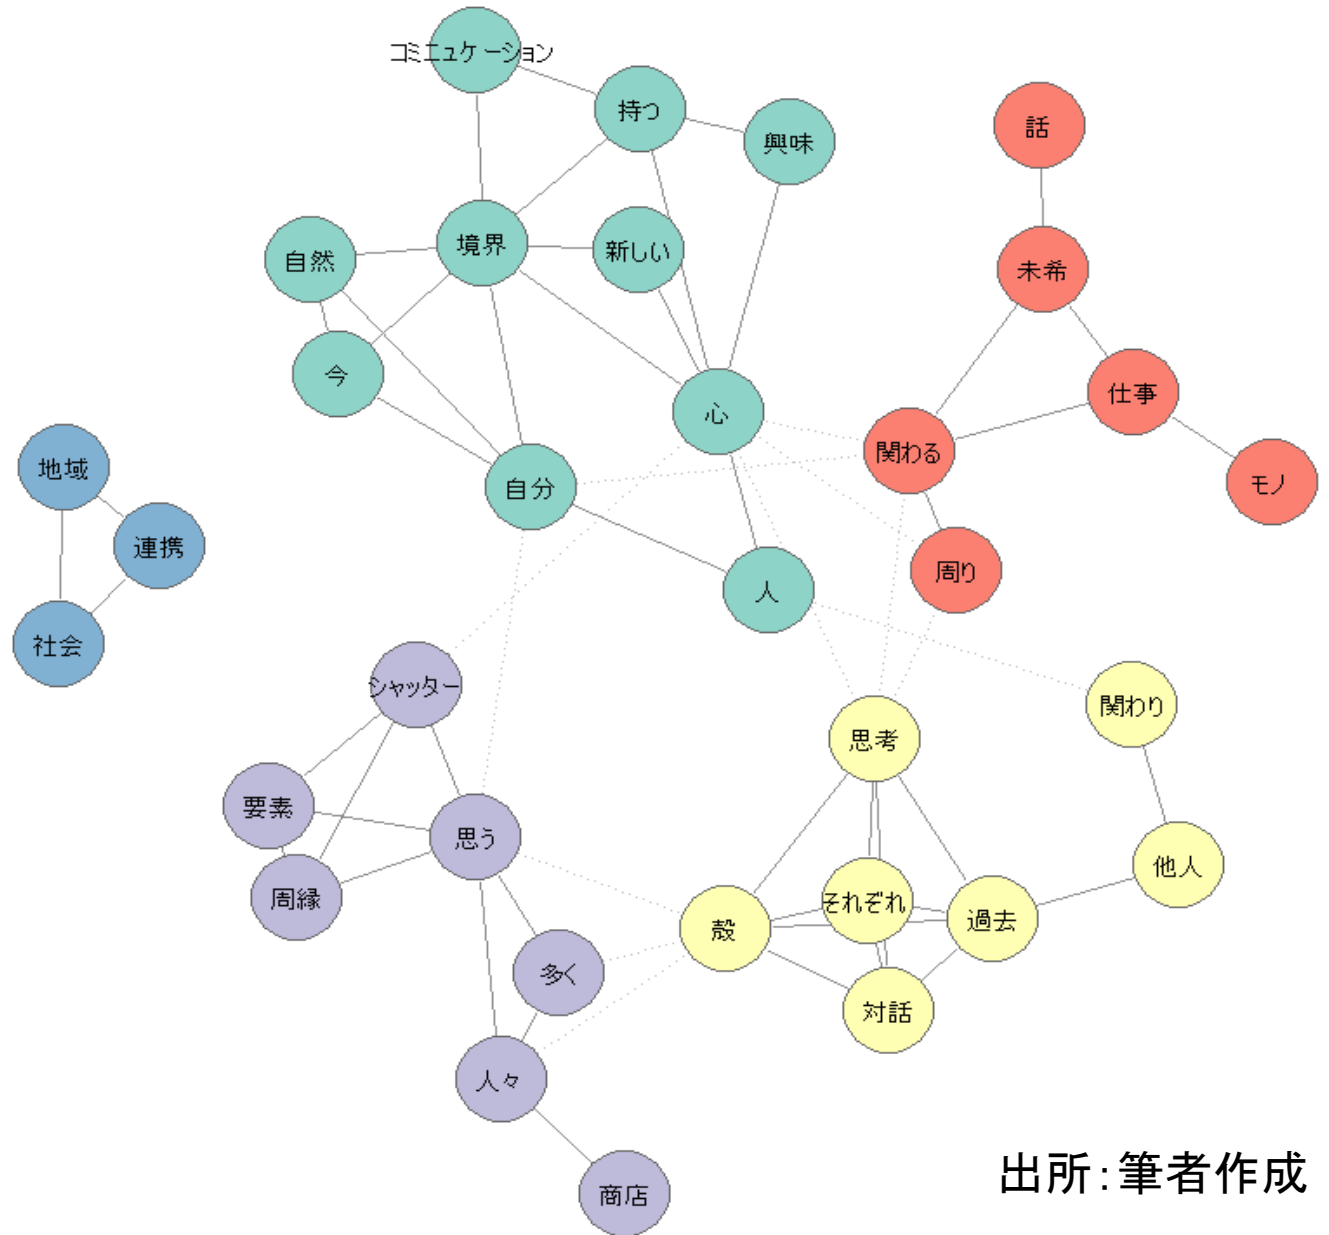 コミニュケーション
持つ
興味
話
自然
境界
新しい
未希
今
心
仕事
関わる
地域
自分
モノ
連携
周り
人
社会
シャッター
関わり
思考
要素
思う
他人
周縁
それぞれ
過去
殻
多く
対話
人々
商店
出所：筆者作成